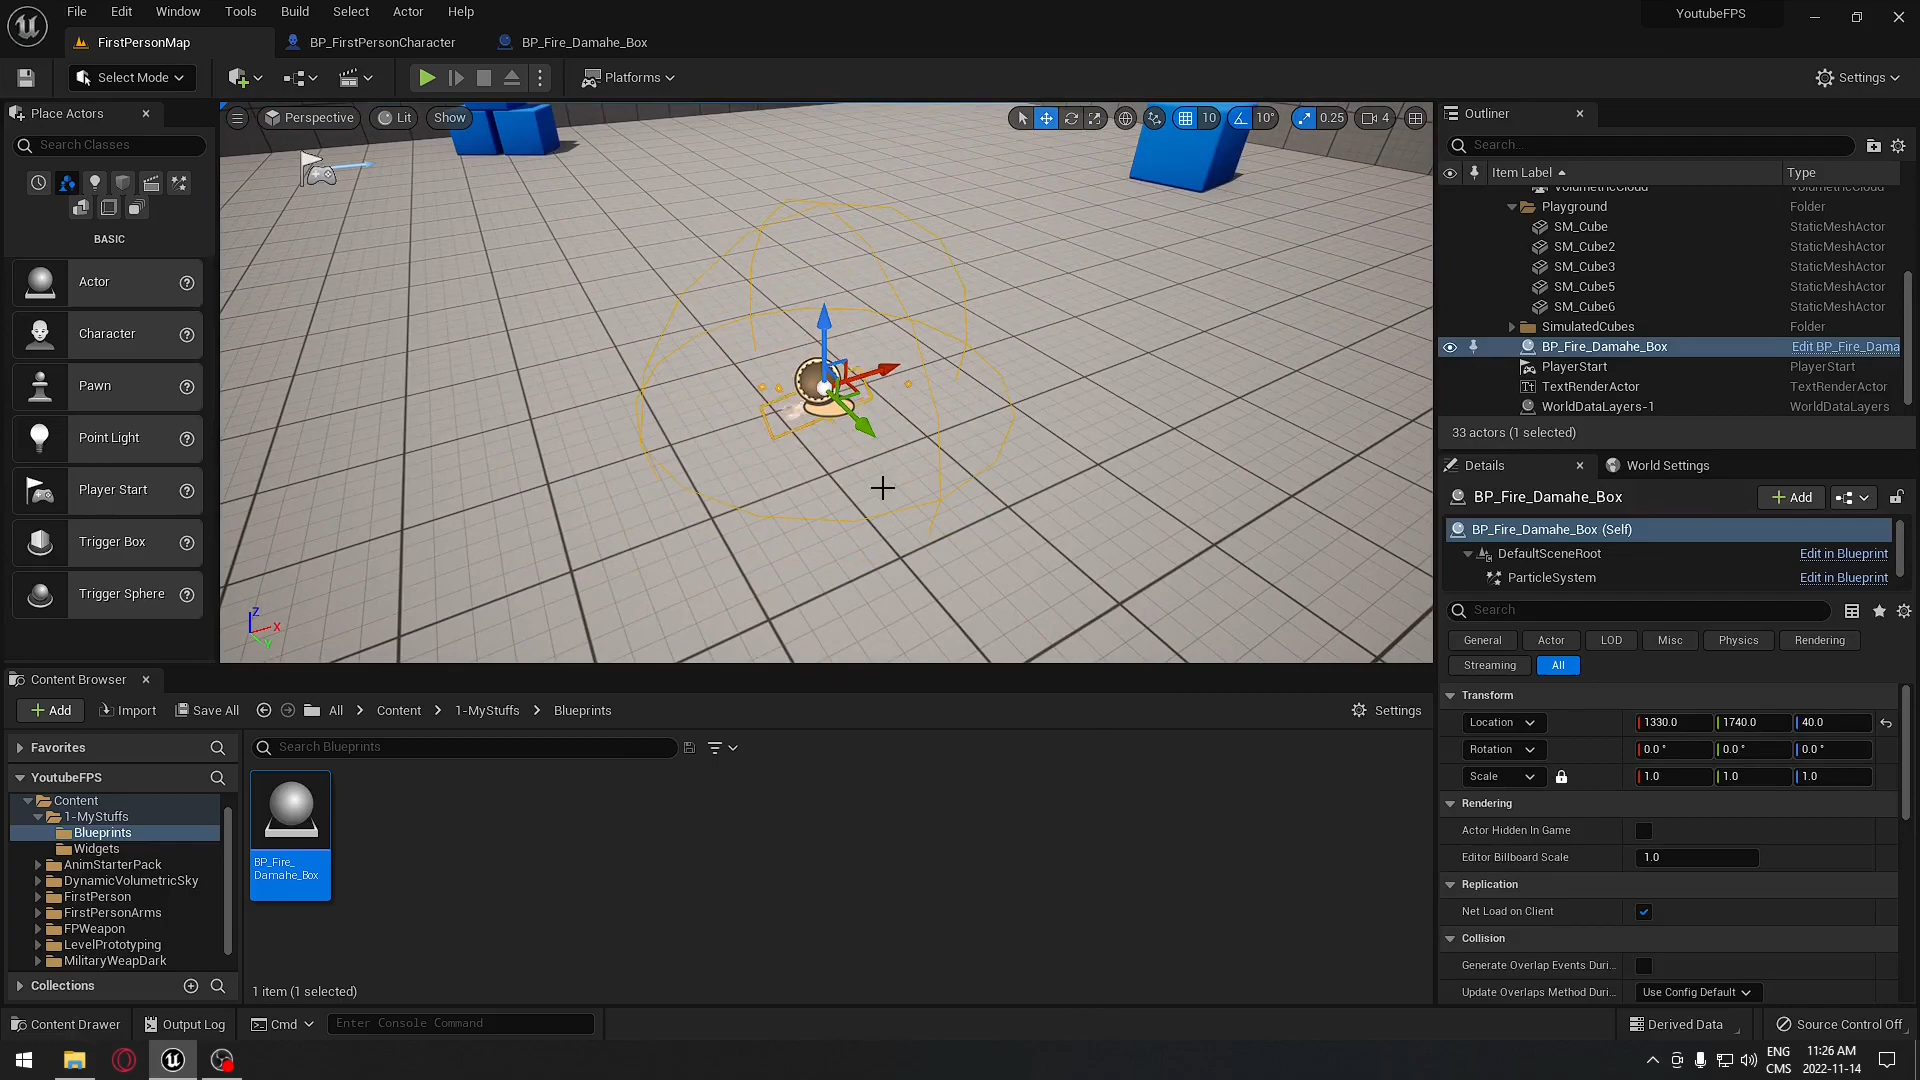 File Edit Window Tools Build Select Actor Help
YoutubeFPS
FirstPersonMap BP_FirstPersonCharacter BP_Fire_Damahe_Box
Select Mode Platforms Settings
Place Actors
Search Classes
BASIC
Actor
Character
Pawn
Point Light
Player Start
Trigger Box
Trigger Sphere
Perspective Lit Show 10 10° 0.25 4
Z
X
Y
Outliner
Search...
Item Label Type
VolumetricCloud VolumetricCloud
Playground Folder
SM_Cube StaticMeshActor
SM_Cube2 StaticMeshActor
SM_Cube3 StaticMeshActor
SM_Cube5 StaticMeshActor
SM_Cube6 StaticMeshActor
SimulatedCubes Folder
BP_Fire_Damahe_Box Edit BP_Fire_Dama
PlayerStart PlayerStart
TextRenderActor TextRenderActor
WorldDataLayers-1 WorldDataLayers
33 actors (1 selected)
Details World Settings
BP_Fire_Damahe_Box Add
BP_Fire_Damahe_Box (Self)
DefaultSceneRoot Edit in Blueprint
ParticleSystem Edit in Blueprint
Search
General Actor LOD Misc Physics Rendering
Streaming All
Transform
Location 1330.0 1740.0 40.0
Rotation 0.0 ° 0.0 ° 0.0 °
Scale 1.0 1.0 1.0
Rendering
Actor Hidden In Game
Editor Billboard Scale 1.0
Replication
Net Load on Client
Collision
Generate Overlap Events Duri...
Update Overlaps Method Duri... Use Config Default
Content Browser
Add Import Save All All Content 1-MyStuffs Blueprints Settings
Favorites
Search Blueprints
YoutubeFPS
Content
1-MyStuffs
Blueprints
Widgets
AnimStarterPack
DynamicVolumetricSky
FirstPerson
FirstPersonArms
FPWeapon
LevelPrototyping
MilitaryWeapDark
Collections
BP_Fire_
Damahe_Box
1 item (1 selected)
Content Drawer Output Log Cmd Enter Console Command Derived Data Source Control Off
ENG
CMS
11:26 AM
2022-11-14